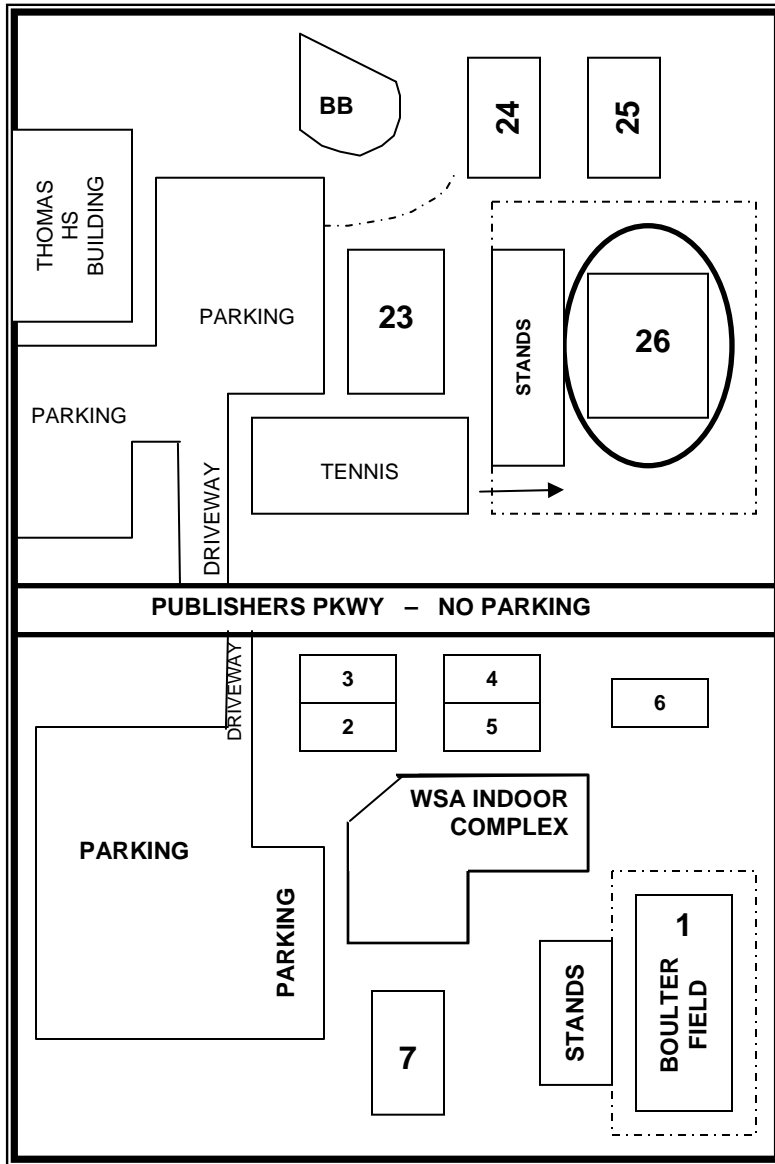 BB
24
25
THOMAS
HS
BUILDING
PARKING
23
STANDS
26
PARKING
TENNIS
DRIVEWAY
PUBLISHERS PKWY – NO PARKING
DRIVEWAY
3
4
6
2
5
WSA INDOOR
COMPLEX
PARKING
PARKING
1
BOULTER
FIELD
STANDS
7